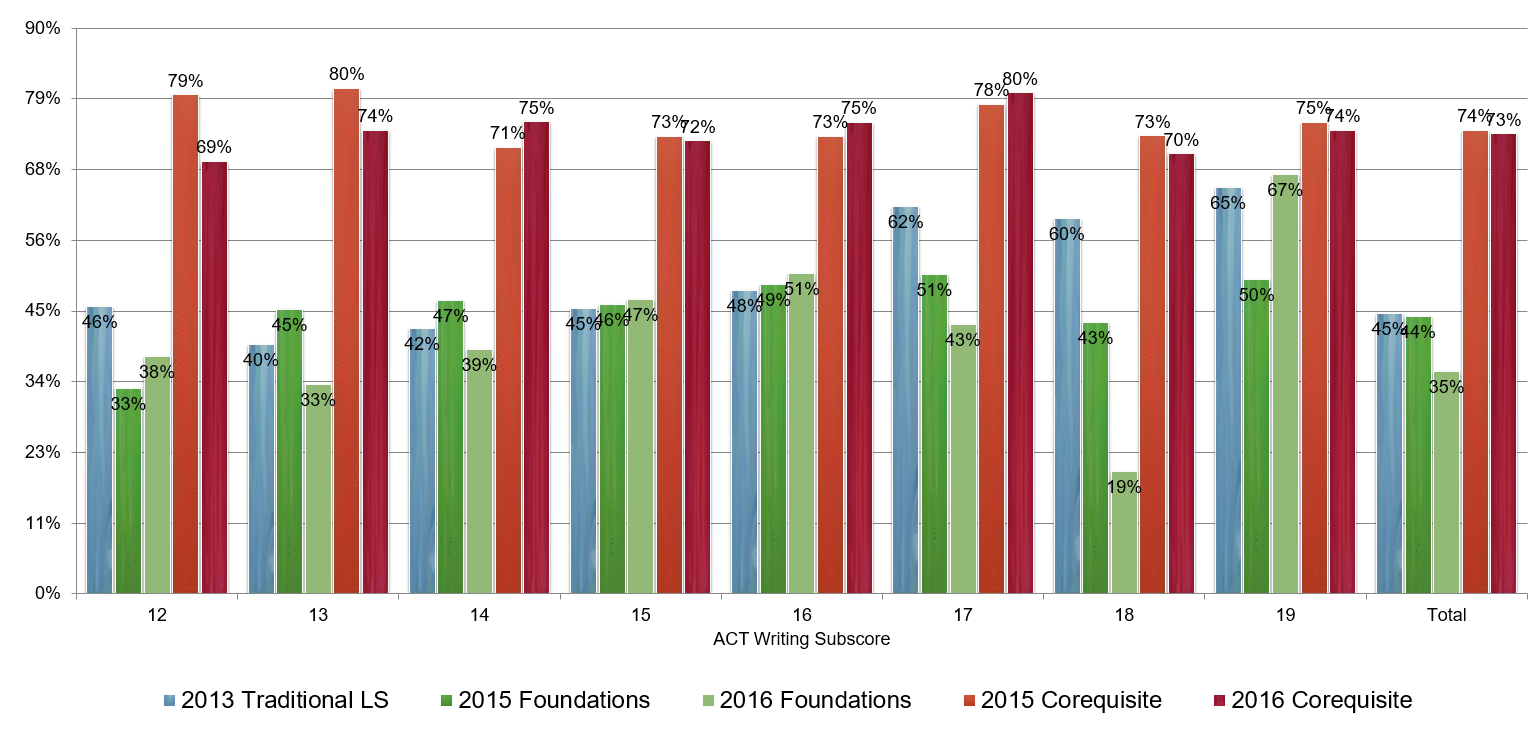 90%
79%
68%
56%
45%
34%
23%
11%
0%
46% 33% 38% 79% 69%
40% 45% 33% 80% 74%
42% 47% 39% 71% 75%
45% 46% 47% 73% 72%
48% 49% 51% 73% 75%
62% 51% 43% 78% 80%
60% 43% 19% 73% 70%
65% 50% 67% 75% 74%
45% 44% 35% 74% 73%
12 13 14 15 16 17 18 19 Total
ACT Writing Subscore
2013 Traditional LS 2015 Foundations 2016 Foundations 2015 Corequisite 2016 Corequisite